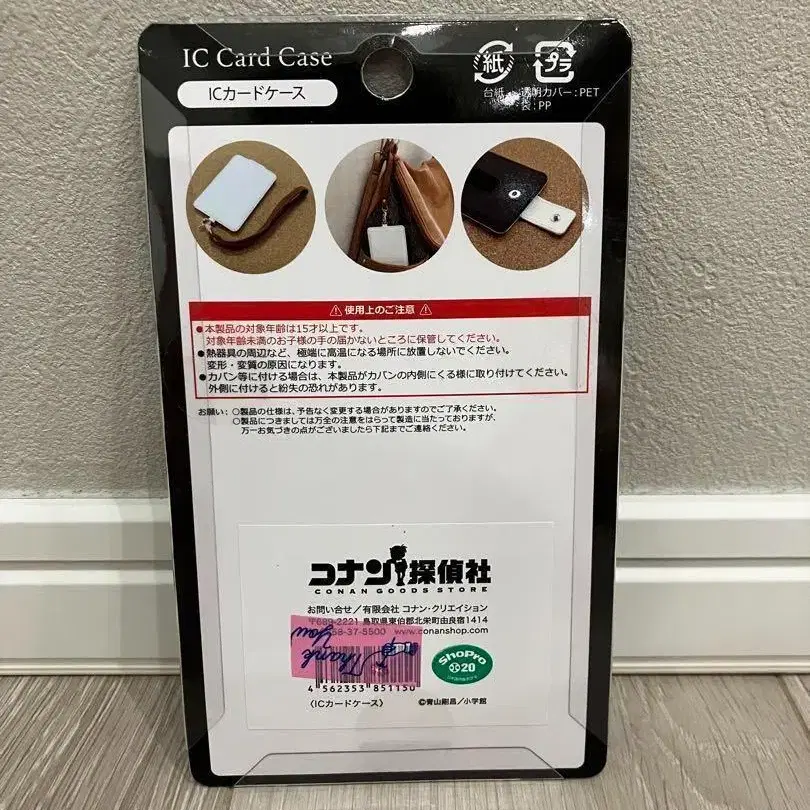 IC Card Case
ICカードケース
紙
プラ
台紙
透明カバー:PET
袋:PP
⚠ 使用上のご注意 ⚠
●本製品の対象年齢は15才以上です。
対象年齢未満のお子様の手の届かないところに保管してください。
●熱器具の周辺など、極端に高温になる場所に放置しないでください。
変形・変質の原因になります。
●カバン等に付ける場合は、本製品がカバンの内側にくる様に取り付けてください。
外側に付けると紛失の恐れがあります。
お願い:○製品の仕様は、予告なく変更する場合がありますのでご了承ください。
○製品につきましては万全の注意をはらって製造に当たっておりますが、
万一お気づきの点がございましたら下記までご連絡ください。
コナン探偵社
CONAN GOODS STORE
お問い合せ/有限会社 コナン・クリエイション
〒689-2221 鳥取県東伯郡北栄町由良宿1414
58-37-5500 www.conanshop.com
Thank
You
ShoPro
小20
4 562353 851150
〈ICカードケース〉
©青山剛昌/小学館